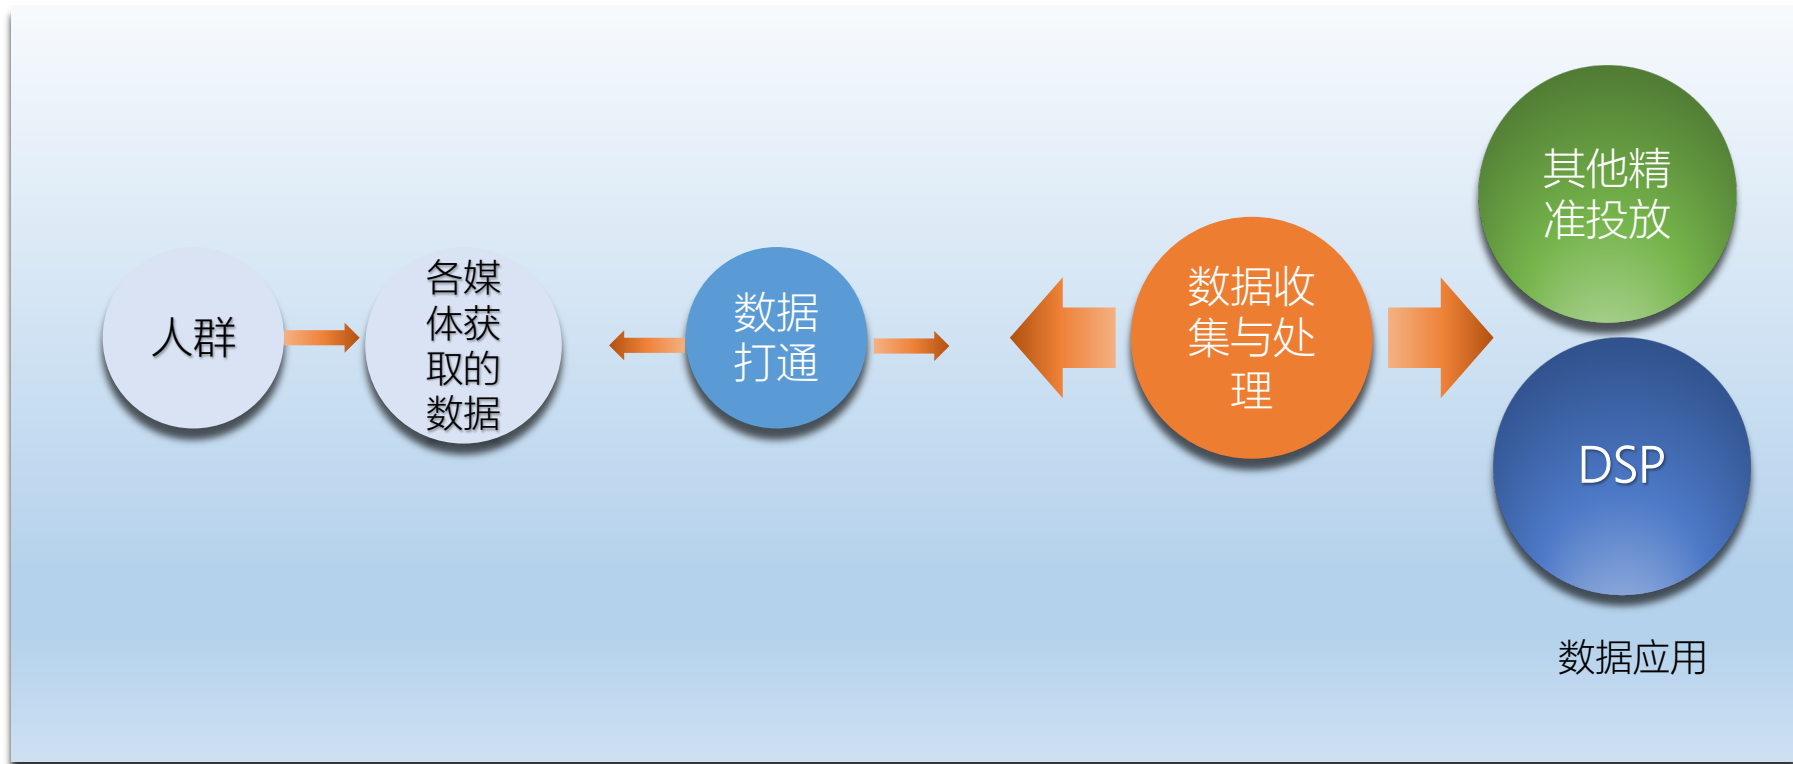 人群
各媒
体获
取的
数据
数据
打通
数据收
集与处
理
其他精
准投放
DSP
数据应用